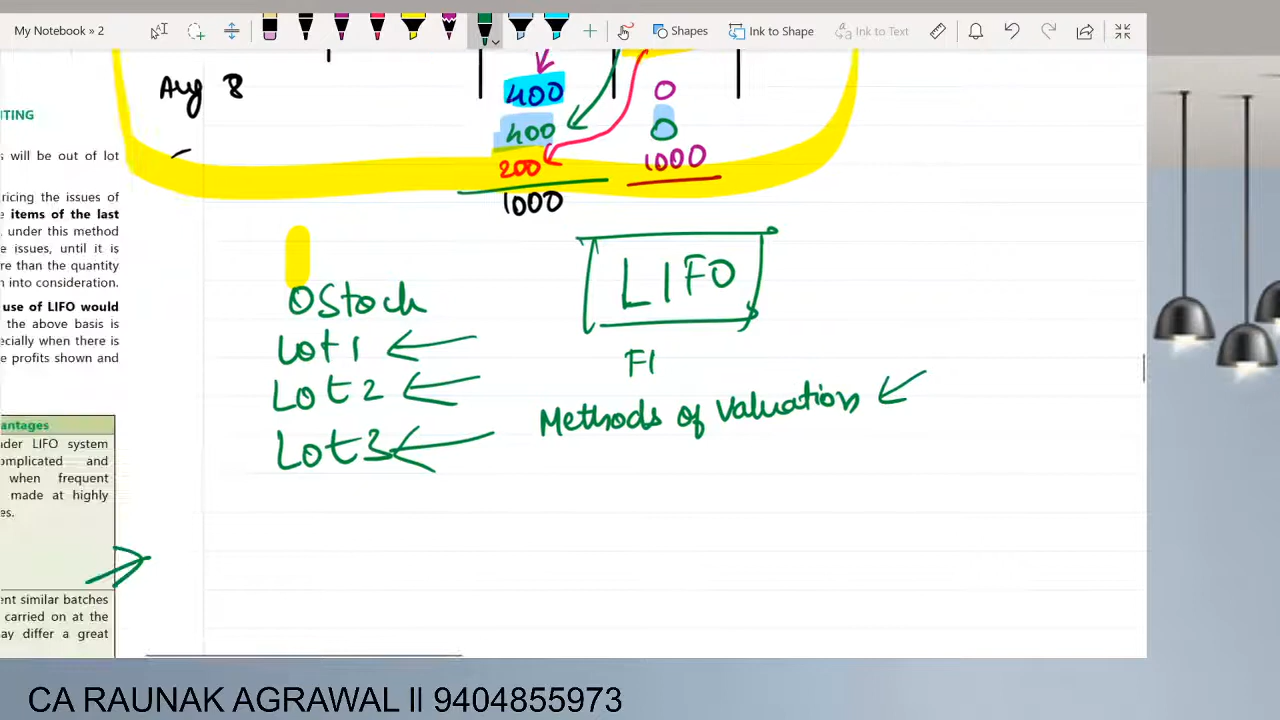 My Notebook » 2
Shapes
Ink to Shape
Ink to Text
Aug 8
400
0
400
0
200
1000
1000
ITING
s will be out of lot
ricing the issues of
e items of the last
, under this method
e issues, until it is
re than the quantity
n into consideration.
use of LIFO would
the above basis is
ecially when there is
e profits shown and
OStock
Lot 1
Lot 2
Lot 3
LIFO
FI
Methods of Valuation
antages
nder LIFO system
omplicated and
when frequent
made at highly
es.
ent similar batches
carried on at the
ay differ a great
CA RAUNAK AGRAWAL ll 9404855973